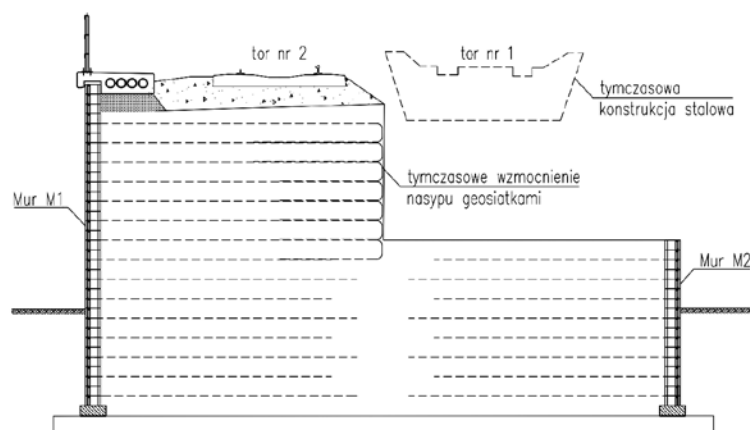 tor nr 2
tor nr 1
tymczasowa
konstrukcja stalowa
tymczasowe wzmocnienie
nasypu geosiatkami
Mur M1
Mur M2